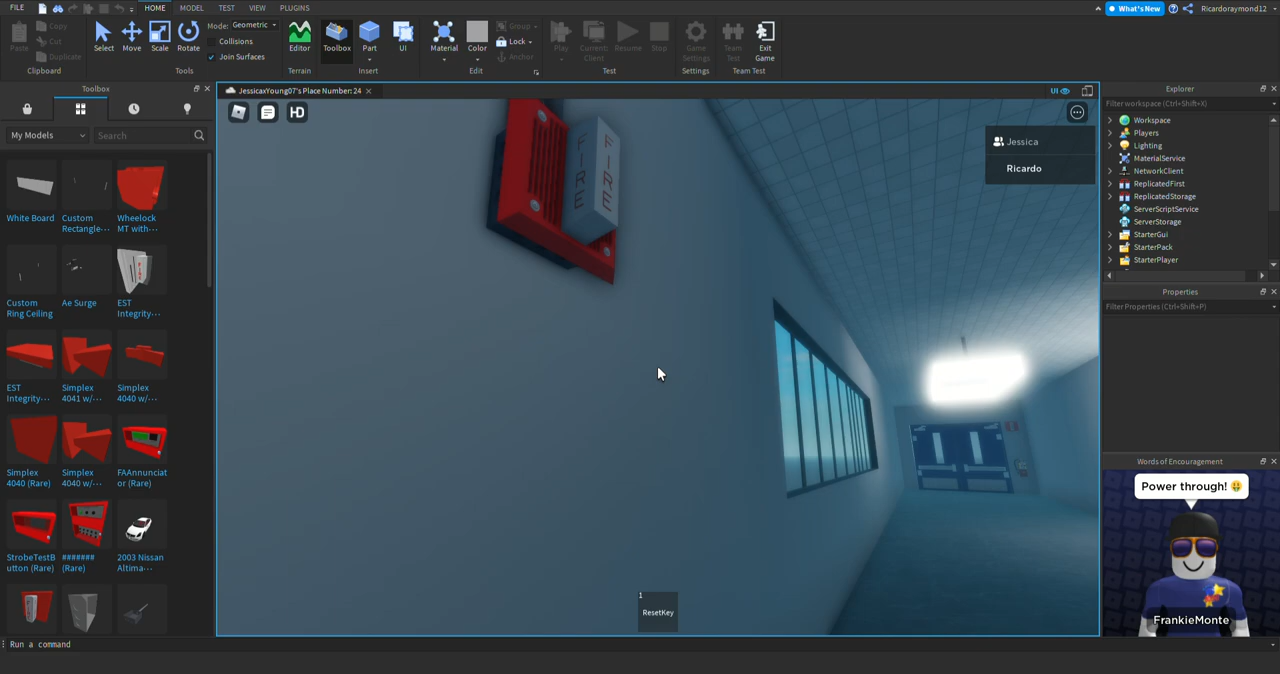 FILE
HOME
MODEL
TEST
VIEW
PLUGINS
What's New
Ricardoraymond12
Paste
Copy
Cut
Duplicate
Clipboard
Select
Move
Scale
Rotate
Mode: Geometric
Collisions
Join Surfaces
Tools
Editor
Terrain
Toolbox
Part
UI
Insert
Material
Color
Group
Lock
Anchor
Edit
Play
Current: Client
Resume
Stop
Test
Game Settings
Settings
Team Test
Exit Game
Team Test
Toolbox
My Models
Search
White Board
Custom Rectangle-··
Wheelock MT with-··
Custom Ring Ceiling
Ae Surge
EST Integrity-··
EST Integrity-··
Simplex 4041 w/-··
Simplex 4040 w/-··
Simplex 4040 (Rare)
Simplex 4040 w/-··
FAAnnunciator (Rare)
StrobeTestButton (Rare)
####### (Rare)
2003 Nissan Altima-··
JessicaxYoung07's Place Number: 24
UI
HD
FIRE
FIRE
Jessica
Ricardo
1
ResetKey
Explorer
Filter workspace (Ctrl+Shift+X)
Workspace
Players
Lighting
MaterialService
NetworkClient
ReplicatedFirst
ReplicatedStorage
ServerScriptService
ServerStorage
StarterGui
StarterPack
StarterPlayer
Properties
Filter Properties (Ctrl+Shift+P)
Words of Encouragement
Power through! 😃
FrankieMonte
Run a command